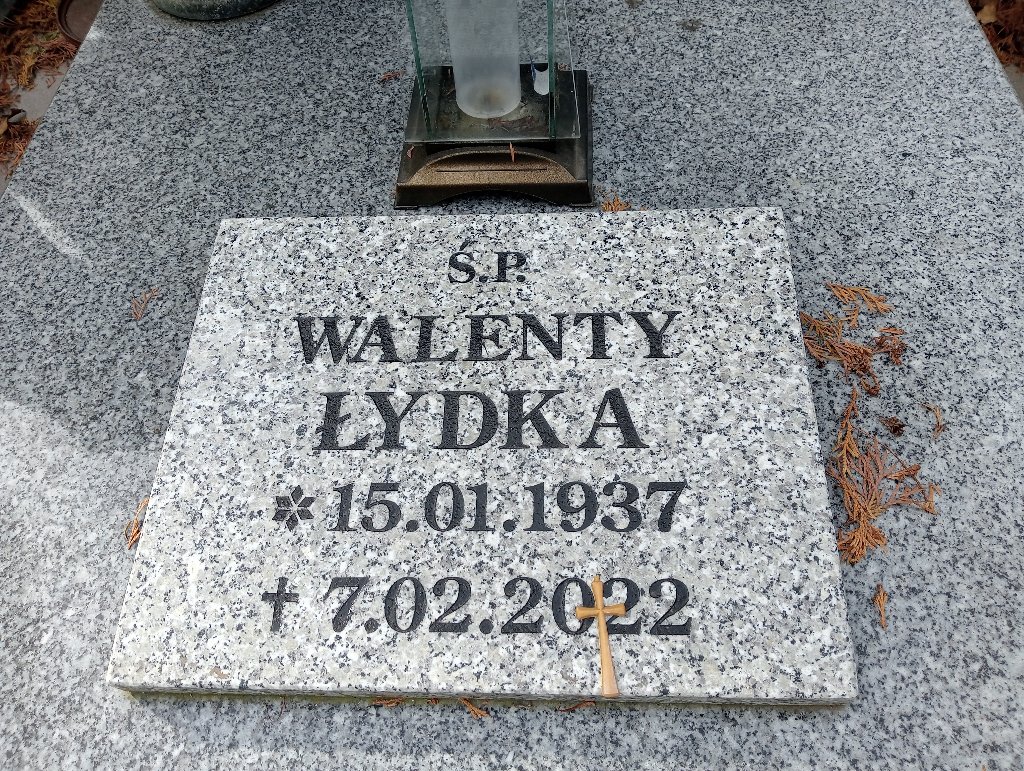 Ś.P.
WALENTY
ŁYDKA
* 15.01.1937
† 7.02.2022